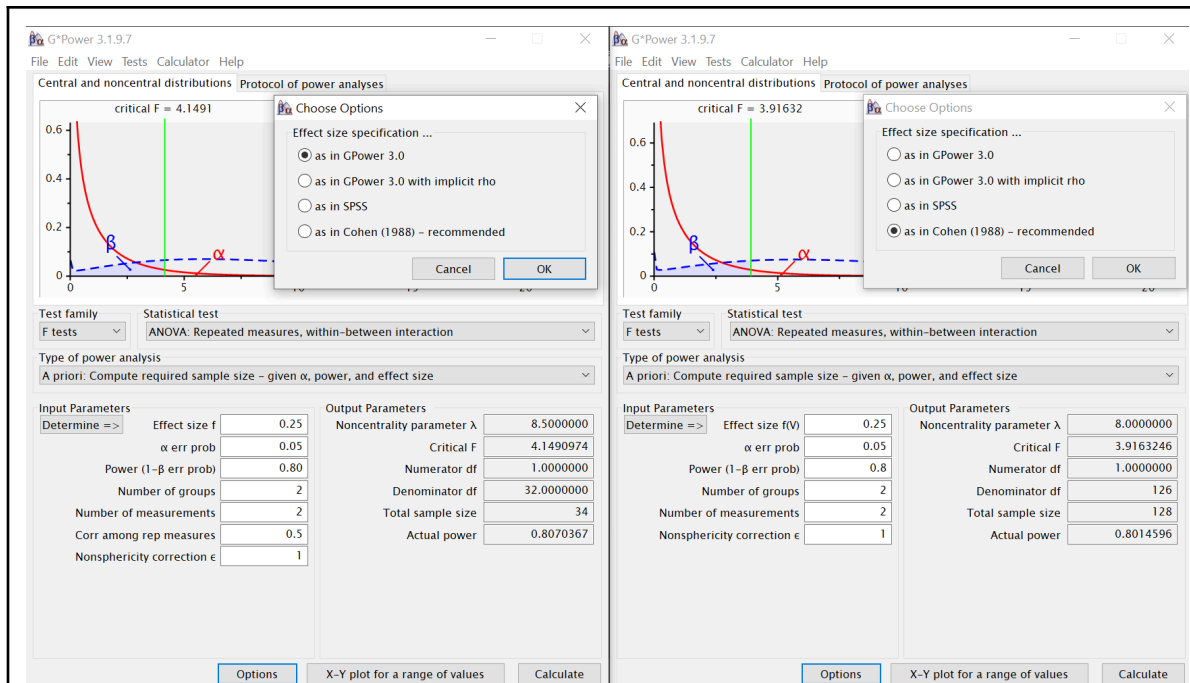 G*Power 3.1.9.7
File Edit View Tests Calculator Help
Central and noncentral distributions Protocol of power analyses
critical F = 4.1491
0.6
0.4
0.2
0
0 5 10 15 20
β
α
Choose Options
Effect size specification ...
as in GPower 3.0
as in GPower 3.0 with implicit rho
as in SPSS
as in Cohen (1988) – recommended
Cancel OK
Test family Statistical test
F tests ANOVA: Repeated measures, within-between interaction
Type of power analysis
A priori: Compute required sample size – given α, power, and effect size
Input Parameters Output Parameters
Determine => Effect size f 0.25 Noncentrality parameter λ 8.5000000
α err prob 0.05 Critical F 4.1490974
Power (1-β err prob) 0.80 Numerator df 1.0000000
Number of groups 2 Denominator df 32.0000000
Number of measurements 2 Total sample size 34
Corr among rep measures 0.5 Actual power 0.8070367
Nonsphericity correction ϵ 1
Options X-Y plot for a range of values Calculate
G*Power 3.1.9.7
File Edit View Tests Calculator Help
Central and noncentral distributions Protocol of power analyses
critical F = 3.91632
0.6
0.4
0.2
0
0 5 10 15 20
β
α
Choose Options
Effect size specification ...
as in GPower 3.0
as in GPower 3.0 with implicit rho
as in SPSS
as in Cohen (1988) – recommended
Cancel OK
Test family Statistical test
F tests ANOVA: Repeated measures, within-between interaction
Type of power analysis
A priori: Compute required sample size – given α, power, and effect size
Input Parameters Output Parameters
Determine => Effect size f(V) 0.25 Noncentrality parameter λ 8.0000000
α err prob 0.05 Critical F 3.9163246
Power (1-β err prob) 0.8 Numerator df 1.0000000
Number of groups 2 Denominator df 126
Number of measurements 2 Total sample size 128
Nonsphericity correction ϵ 1 Actual power 0.8014596
Options X-Y plot for a range of values Calculate